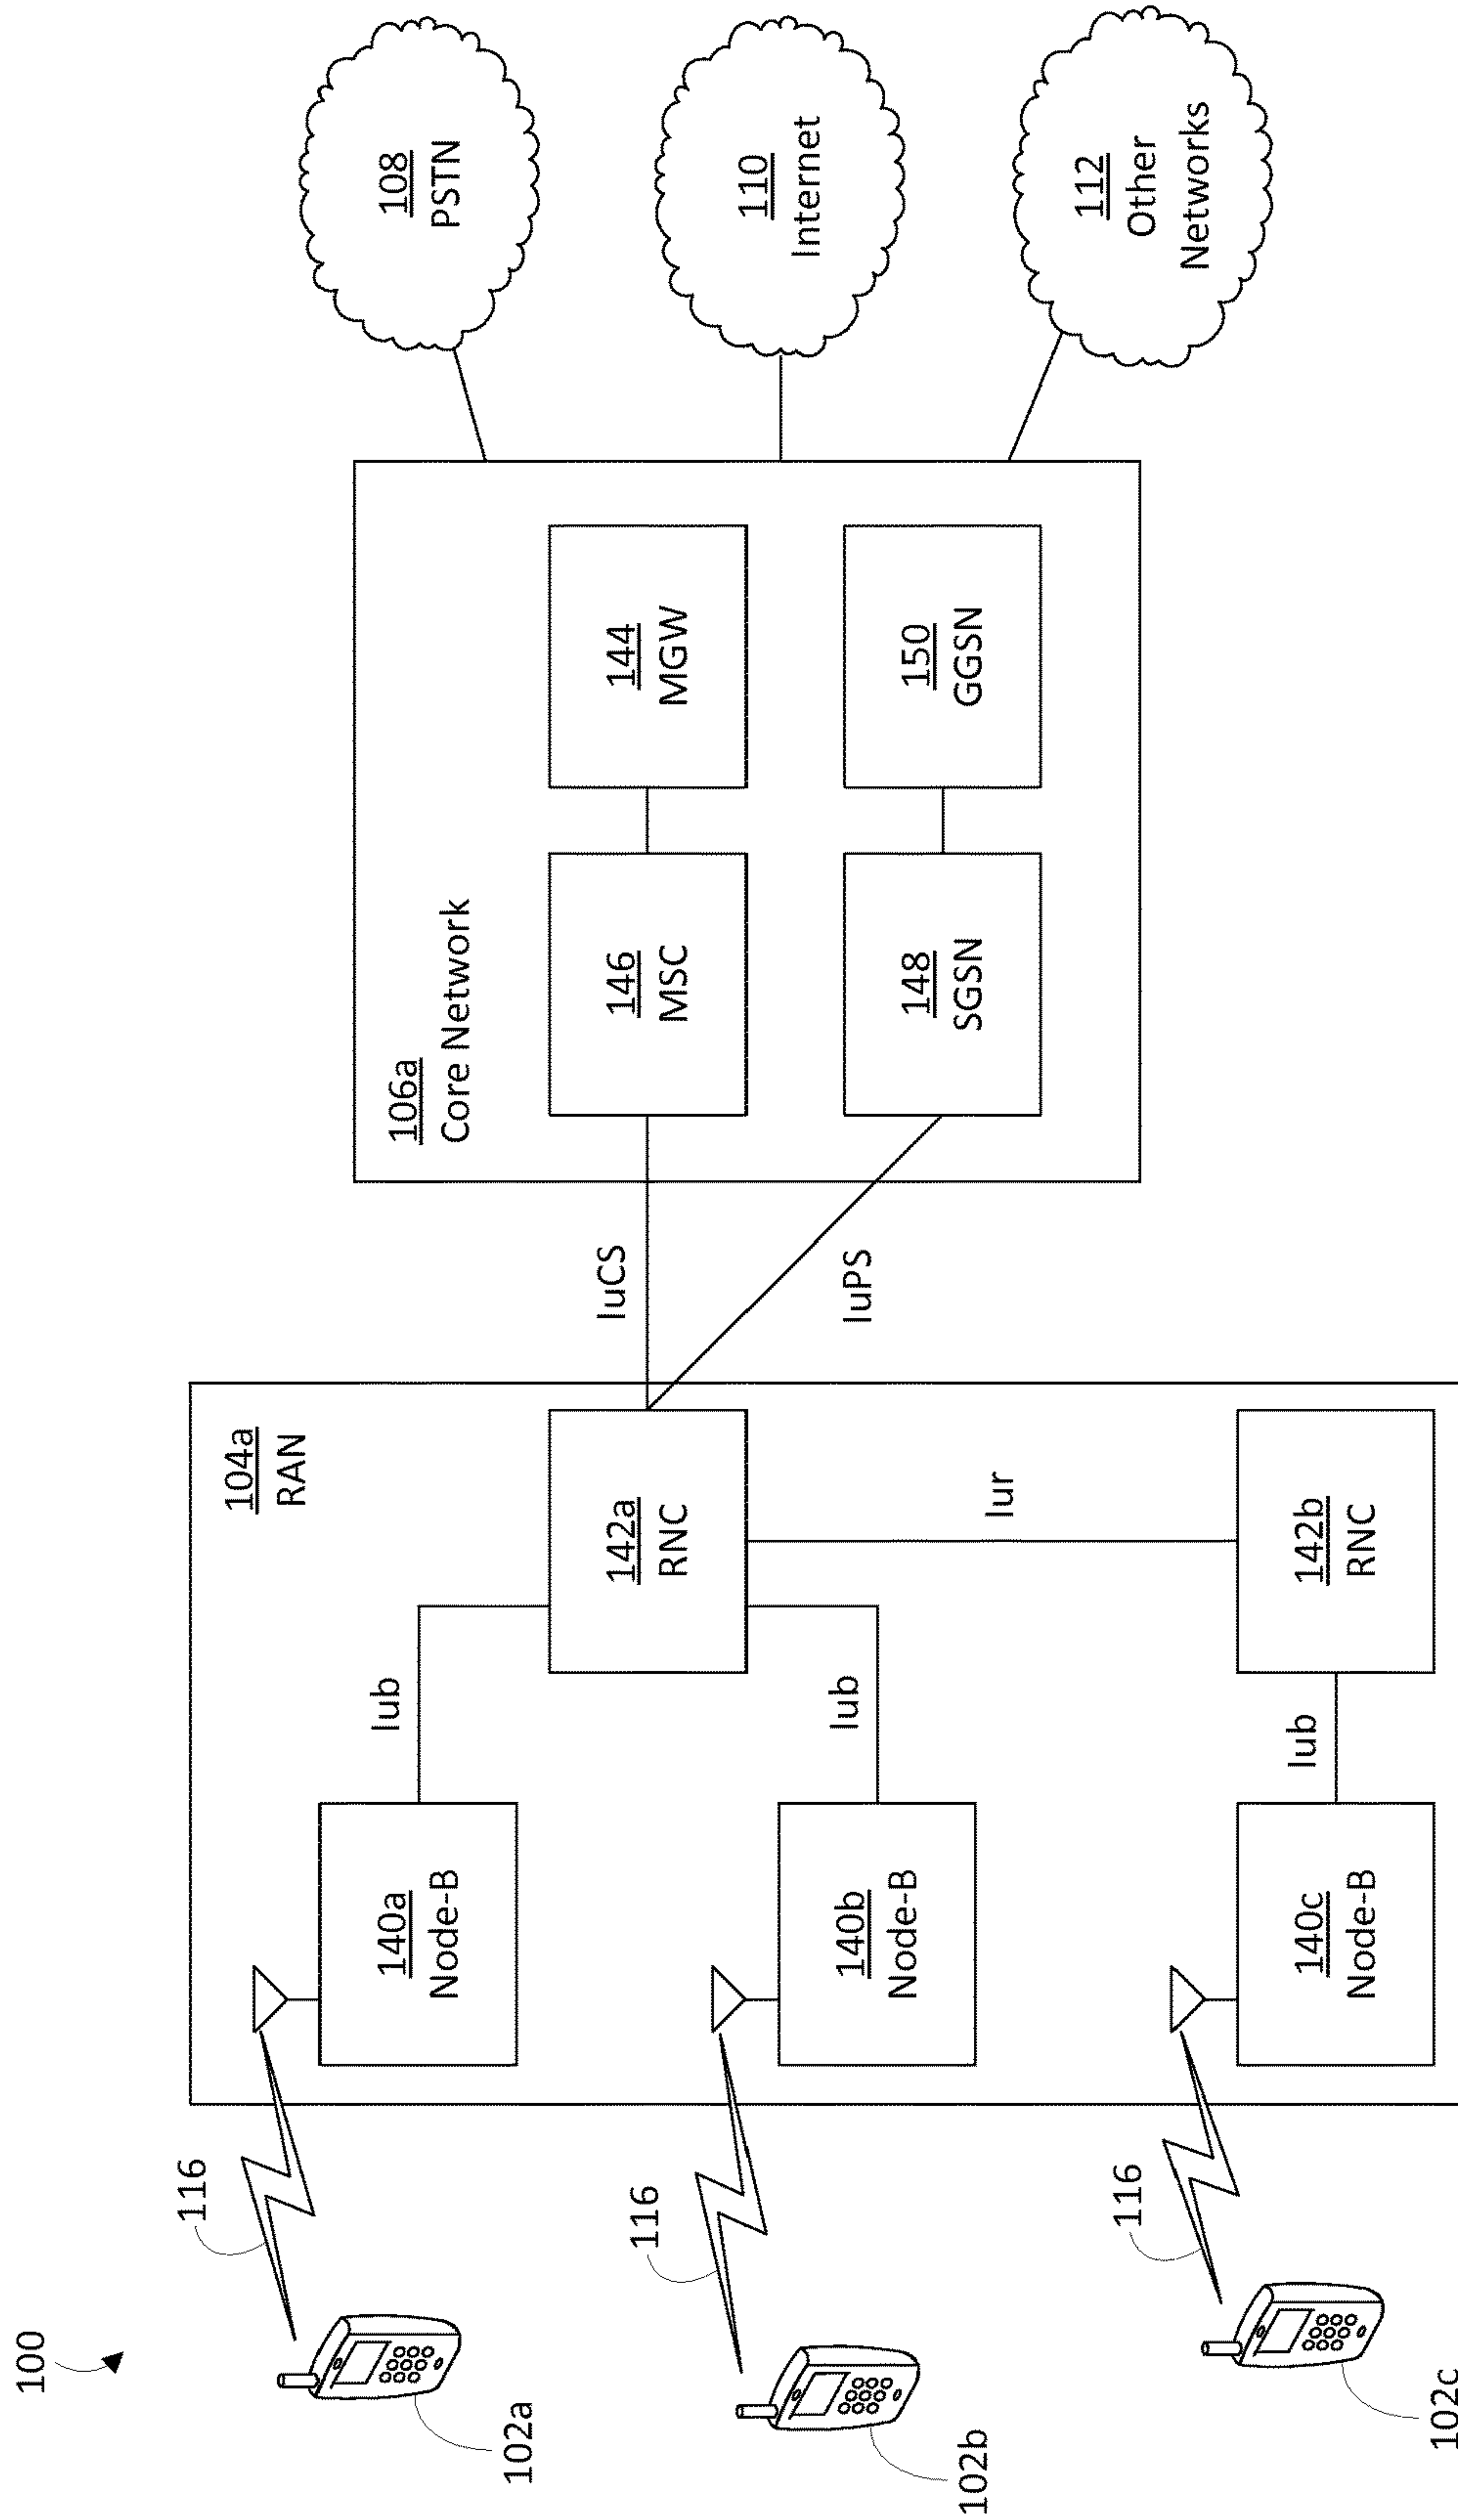 100
102a
116
102b
116
102c
116
104a
RAN
140a
Node-B
140b
Node-B
140c
Node-B
Iub
Iub
Iub
142a
RNC
Iur
142b
RNC
IuCS
IuPS
106a
Core Network
146
MSC
144
MGW
148
SGSN
150
GGSN
108
PSTN
110
Internet
112
Other
Networks